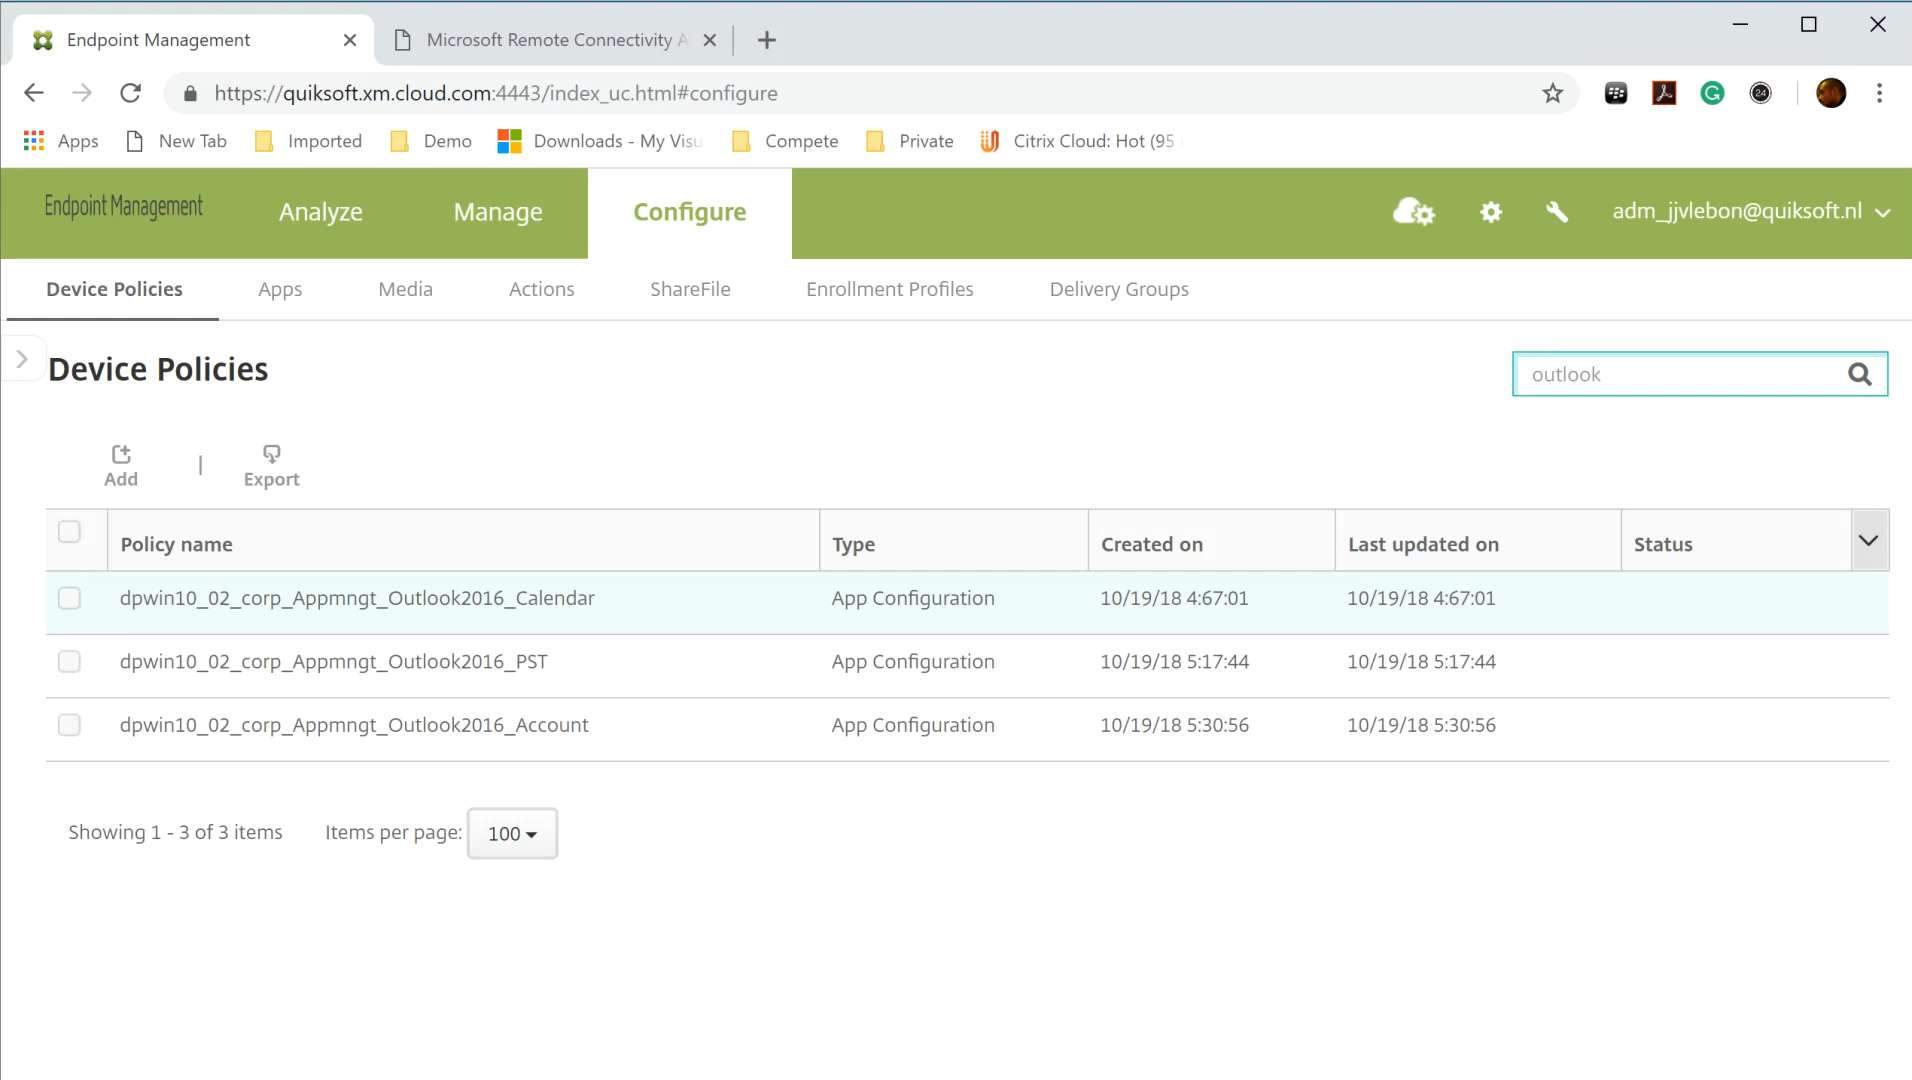 Endpoint Management
Microsoft Remote Connectivity A
https://quiksoft.xm.cloud.com:4443/index_uc.html#configure
24
Apps New Tab Imported Demo Downloads - My Visu Compete Private Citrix Cloud: Hot (95
Endpoint Management Analyze Manage Configure adm_jjvlebon@quiksoft.nl
Device Policies Apps Media Actions ShareFile Enrollment Profiles Delivery Groups
Device Policies
outlook
Add | Export
Policy name Type Created on Last updated on Status
dpwin10_02_corp_Appmngt_Outlook2016_Calendar App Configuration 10/19/18 4:67:01 10/19/18 4:67:01
dpwin10_02_corp_Appmngt_Outlook2016_PST App Configuration 10/19/18 5:17:44 10/19/18 5:17:44
dpwin10_02_corp_Appmngt_Outlook2016_Account App Configuration 10/19/18 5:30:56 10/19/18 5:30:56
Showing 1 - 3 of 3 items Items per page: 100